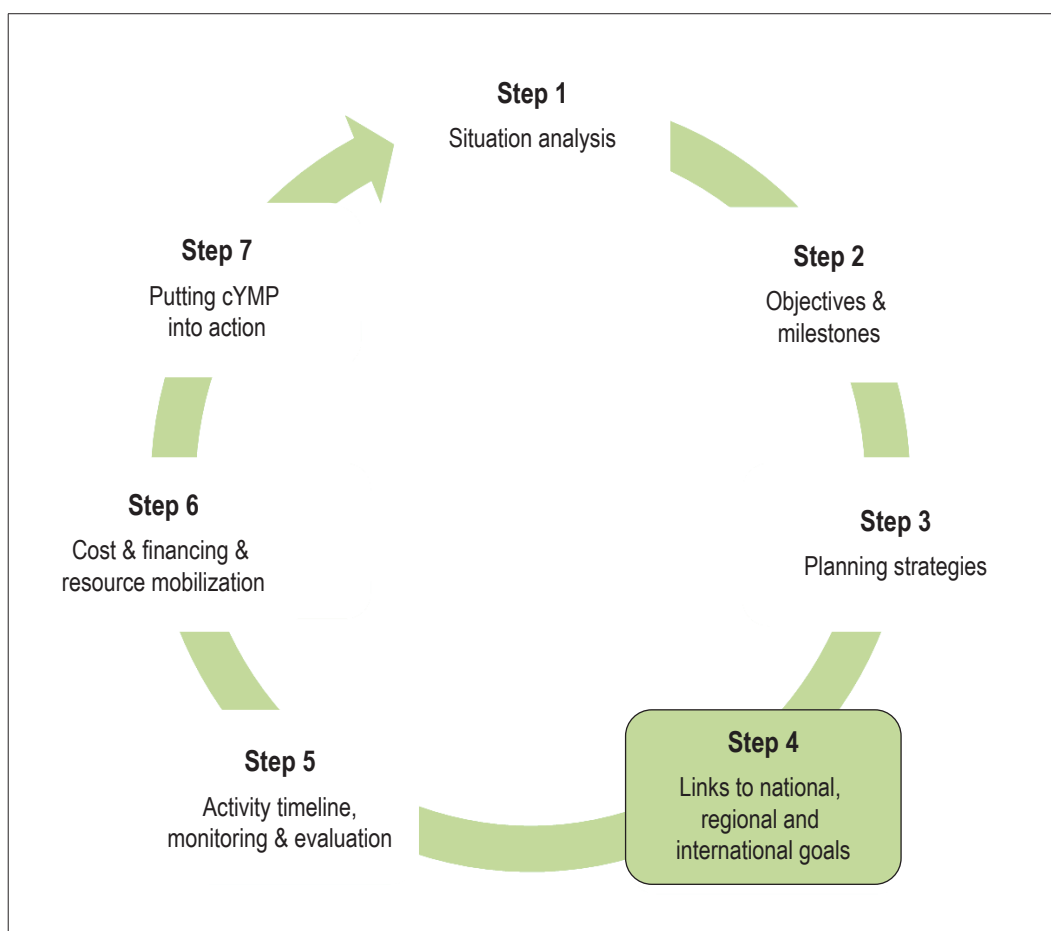 Step 1
Situation analysis
Step 2
Objectives &
milestones
Step 3
Planning strategies
Step 4
Links to national,
regional and
international goals
Step 5
Activity timeline,
monitoring & evaluation
Step 6
Cost & financing &
resource mobilization
Step 7
Putting cYMP
into action